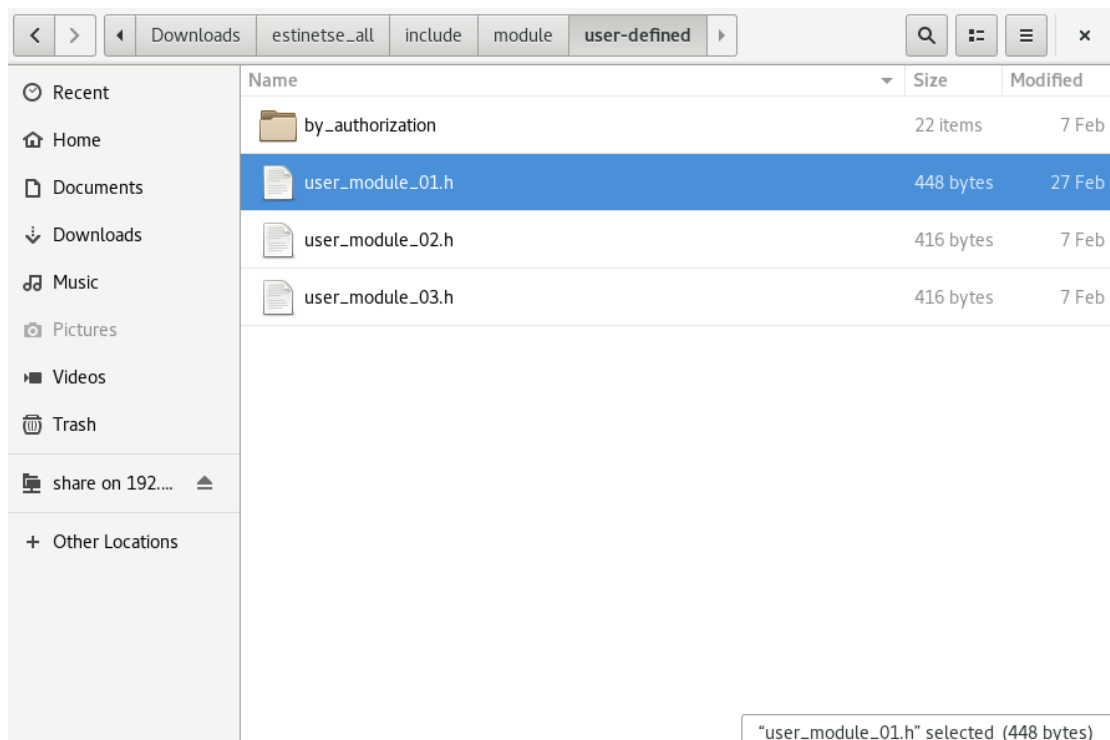 Downloads estinetse_all include module user-defined
Name Size Modified
Recent
Home
Documents
Downloads
Music
Pictures
Videos
Trash
share on 192....
Other Locations
by_authorization 22 items 7 Feb
user_module_01.h 448 bytes 27 Feb
user_module_02.h 416 bytes 7 Feb
user_module_03.h 416 bytes 7 Feb
“user_module_01.h” selected (448 bytes)